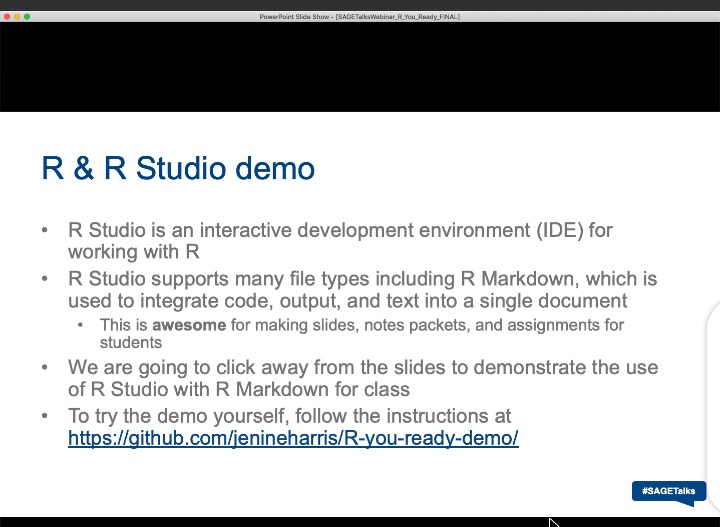 PowerPoint Slide Show - [SAGETalksWebinar_R_You_Ready_FINAL]
R & R Studio demo
• R Studio is an interactive development environment (IDE) for
working with R
• R Studio supports many file types including R Markdown, which is
used to integrate code, output, and text into a single document
• This is awesome for making slides, notes packets, and assignments for
students
• We are going to click away from the slides to demonstrate the use
of R Studio with R Markdown for class
• To try the demo yourself, follow the instructions at
https://github.com/jenineharris/R-you-ready-demo/
#SAGETalks